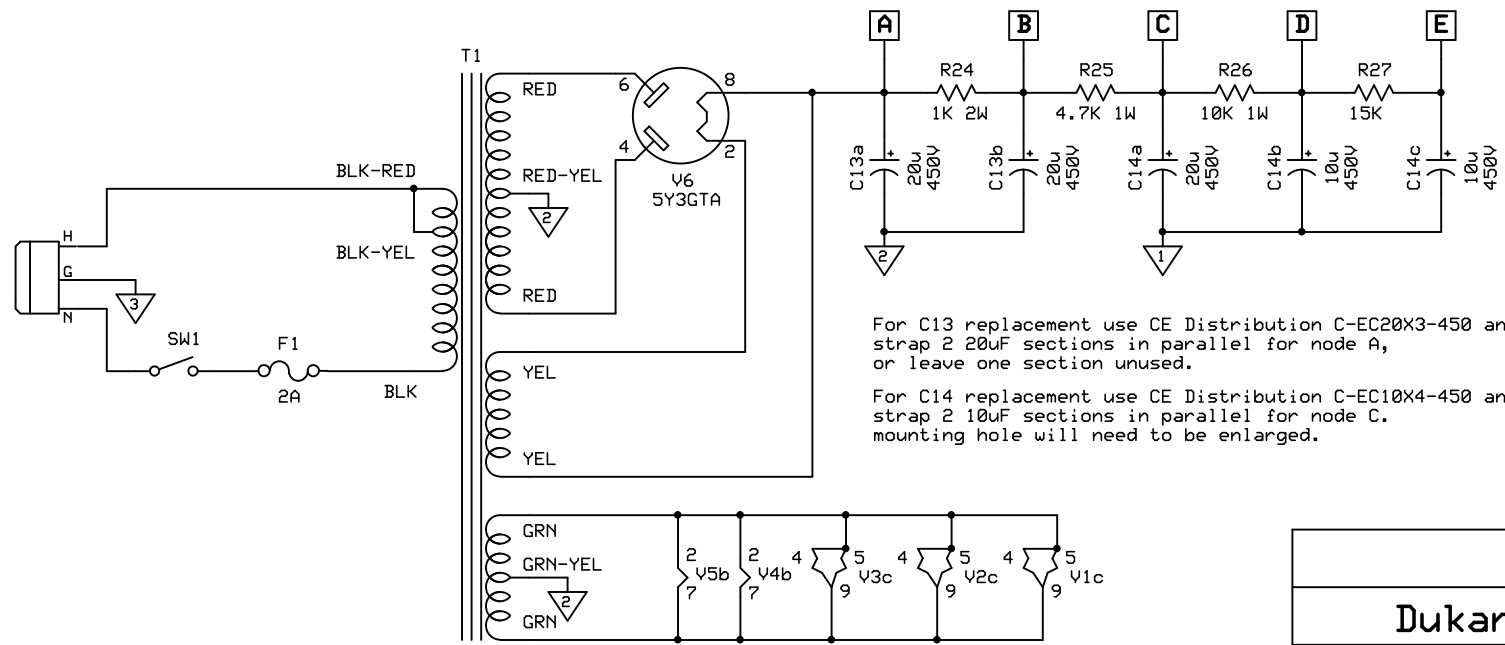 A B C D E
T1
R24 R25 R26 R27
1K 2W 4.7K 1W 10K 1W 15K
6 8
4 2
V6
5Y3GTA
RED
RED-YEL
2
RED
C13a 20u 450V
C13b 20u 450V
C14a 20u 450V
C14b 10u 450V
C14c 10u 450V
2 1
BLK-RED
BLK-YEL
BLK
H
G
N
3
SW1
F1
2A
For C13 replacement use CE Distribution C-EC20X3-450 an
strap 2 20uF sections in parallel for node A,
or leave one section unused.
For C14 replacement use CE Distribution C-EC10X4-450 an
strap 2 10uF sections in parallel for node C.
mounting hole will need to be enlarged.
YEL
YEL
GRN
GRN-YEL
2
GRN
2 V5b 7
2 V4b 7
4 5 V3c 9
4 5 V2c 9
4 5 V1c 9
Dukan